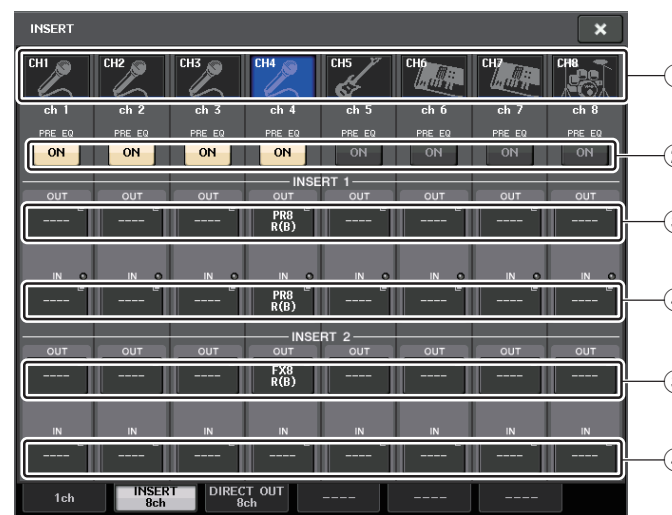 INSERT ×
CH1 CH2 CH3 CH4 CH5 CH6 CH7 CH8
ch 1 ch 2 ch 3 ch 4 ch 5 ch 6 ch 7 ch 8
PRE EQ PRE EQ PRE EQ PRE EQ PRE EQ PRE EQ PRE EQ PRE EQ
ON ON ON ON ON ON ON ON
INSERT 1
OUT OUT OUT OUT OUT OUT OUT OUT
---- ---- ---- PR8 R(B) ---- ---- ---- ----
IN IN IN IN IN IN IN IN
---- ---- ---- PR8 R(B) ---- ---- ---- ----
INSERT 2
OUT OUT OUT OUT OUT OUT OUT OUT
---- ---- ---- FX8 R(B) ---- ---- ---- ----
IN IN IN IN IN IN IN IN
---- ---- ---- ---- ---- ---- ---- ----
1ch INSERT 8ch DIRECT OUT 8ch ---- ---- ----